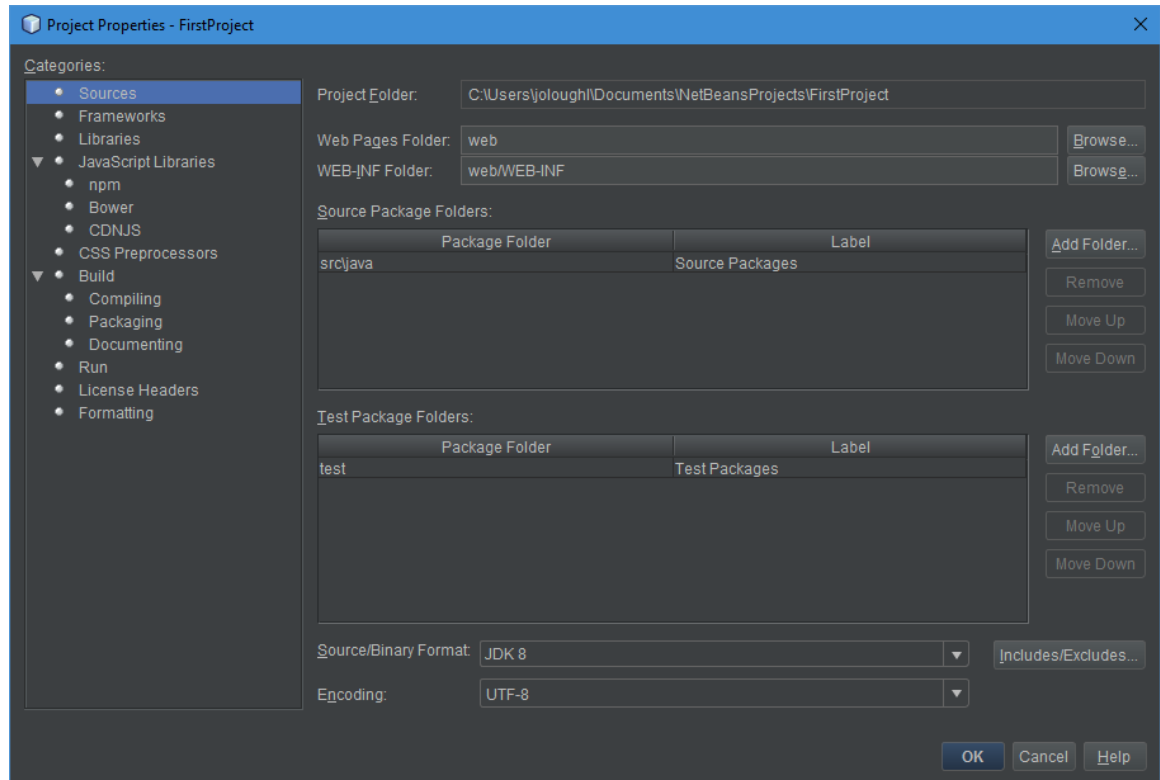 Project Properties - FirstProject
Categories:
Sources
Frameworks
Libraries
JavaScript Libraries
npm
Bower
CDNJS
CSS Preprocessors
Build
Compiling
Packaging
Documenting
Run
License Headers
Formatting
Project Folder: C:\Users\joloughl\Documents\NetBeansProjects\FirstProject
Web Pages Folder: web Browse...
WEB-INF Folder: web/WEB-INF Browse...
Source Package Folders:
Package Folder Label
src\java Source Packages
Add Folder...
Remove
Move Up
Move Down
Test Package Folders:
Package Folder Label
test Test Packages
Add Folder...
Remove
Move Up
Move Down
Source/Binary Format: JDK 8 Includes/Excludes...
Encoding: UTF-8
OK Cancel Help